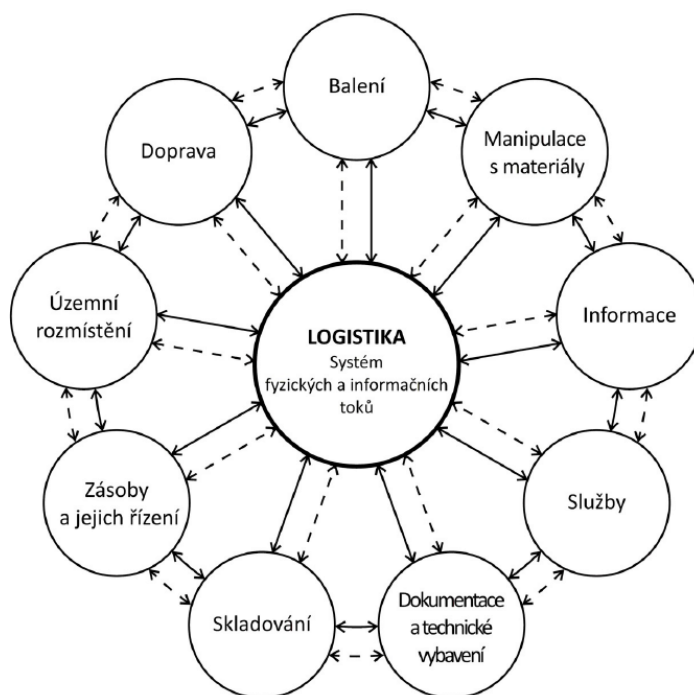 Balení
Doprava
Manipulace
s materiály
Územní
rozmístění
Informace
LOGISTIKA
Systém
fyzických a informačních
toků
Zásoby
a jejich řízení
Služby
Skladování
Dokumentace
a technické
vybavení